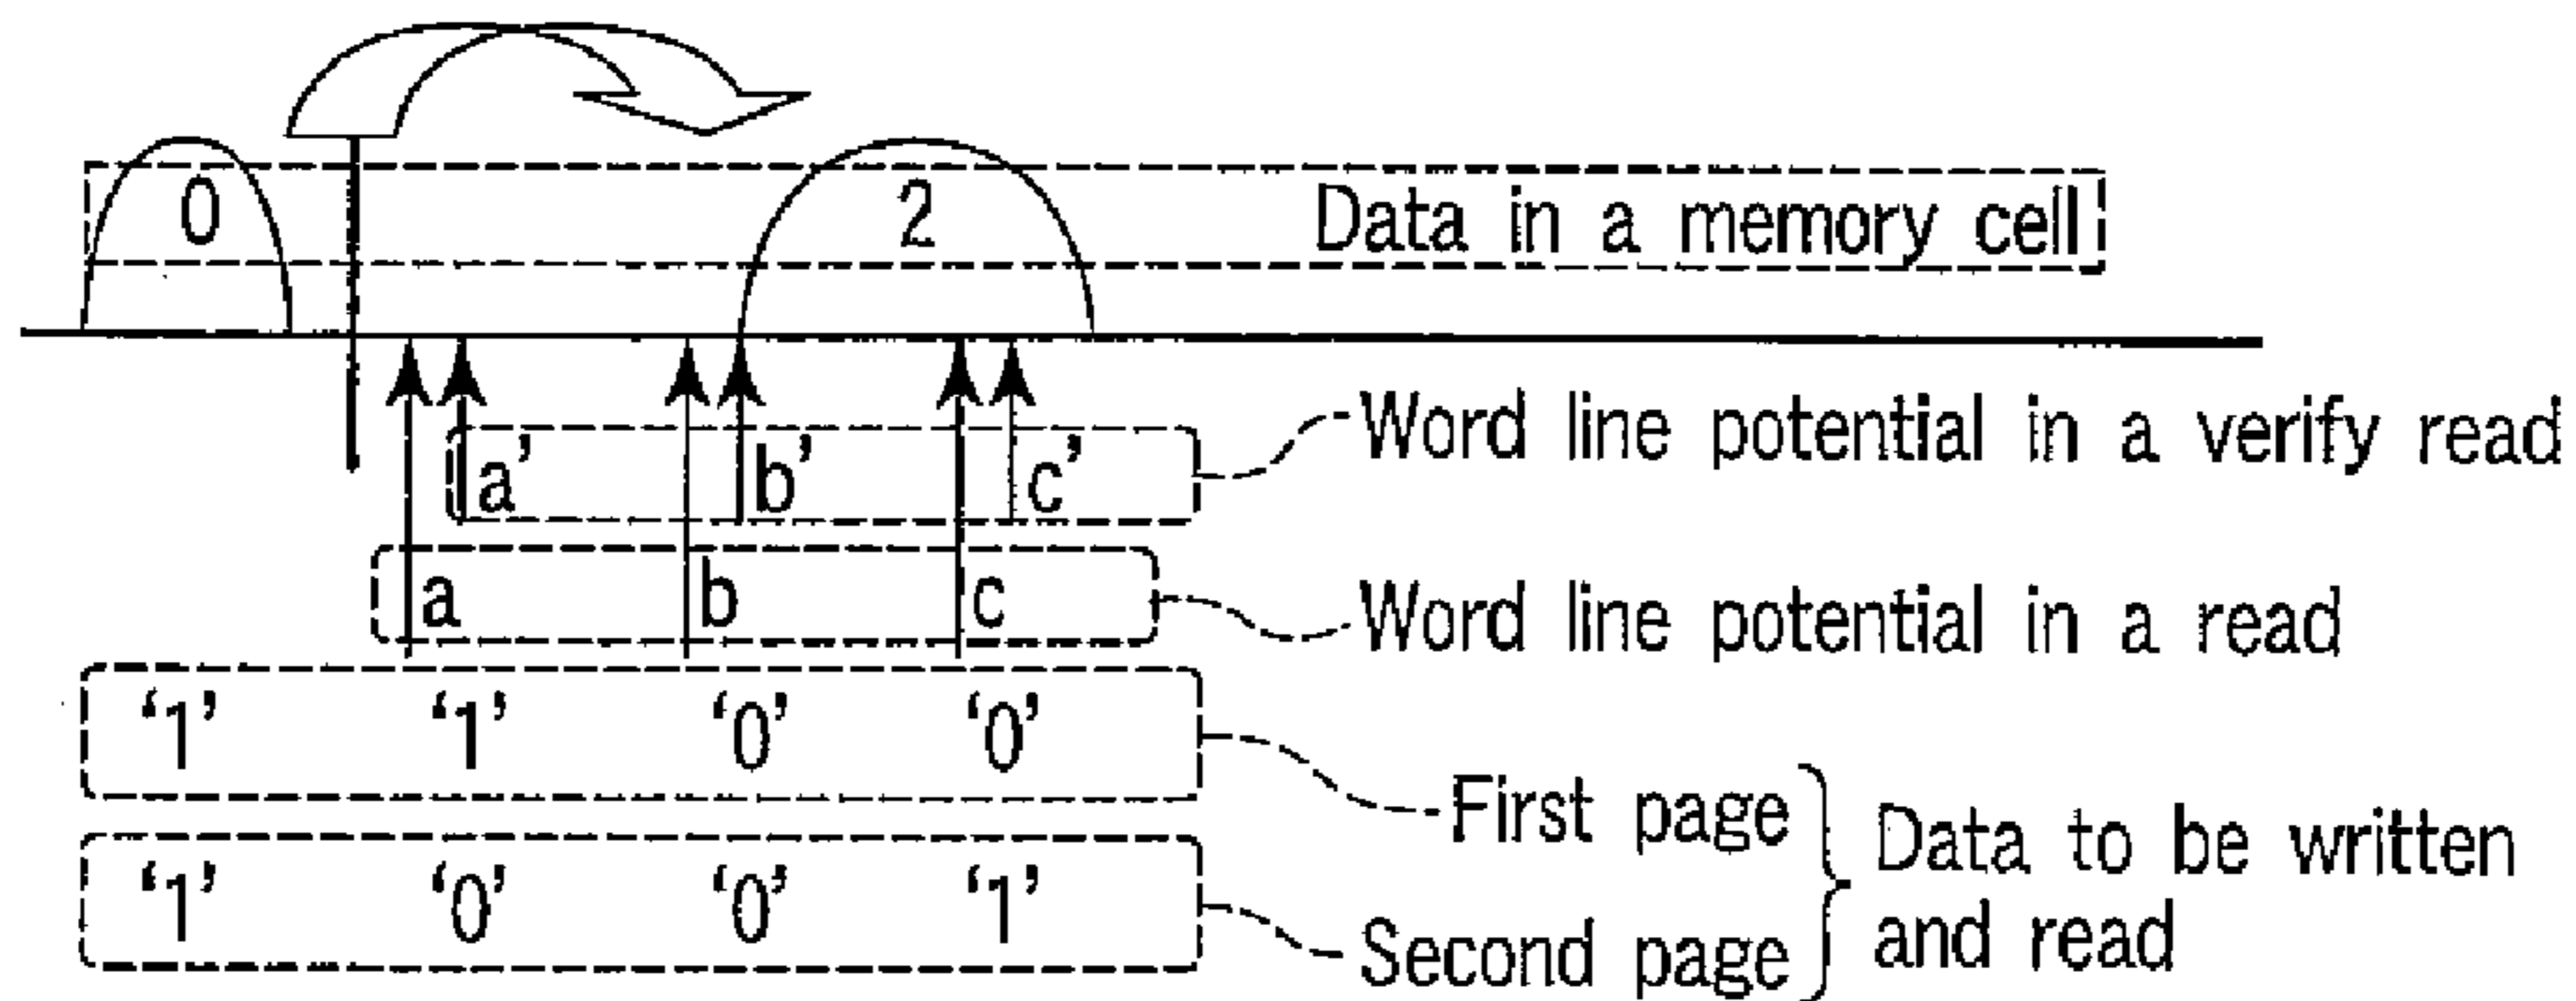 0 2 Data in a memory cell
a’ b’ c’ Word line potential in a verify read
a b c Word line potential in a read
‘1’ ‘1’ ‘0’ ‘0’
First page
‘1’ ‘0’ ‘0’ ‘1’
Second page
Data to be written
and read